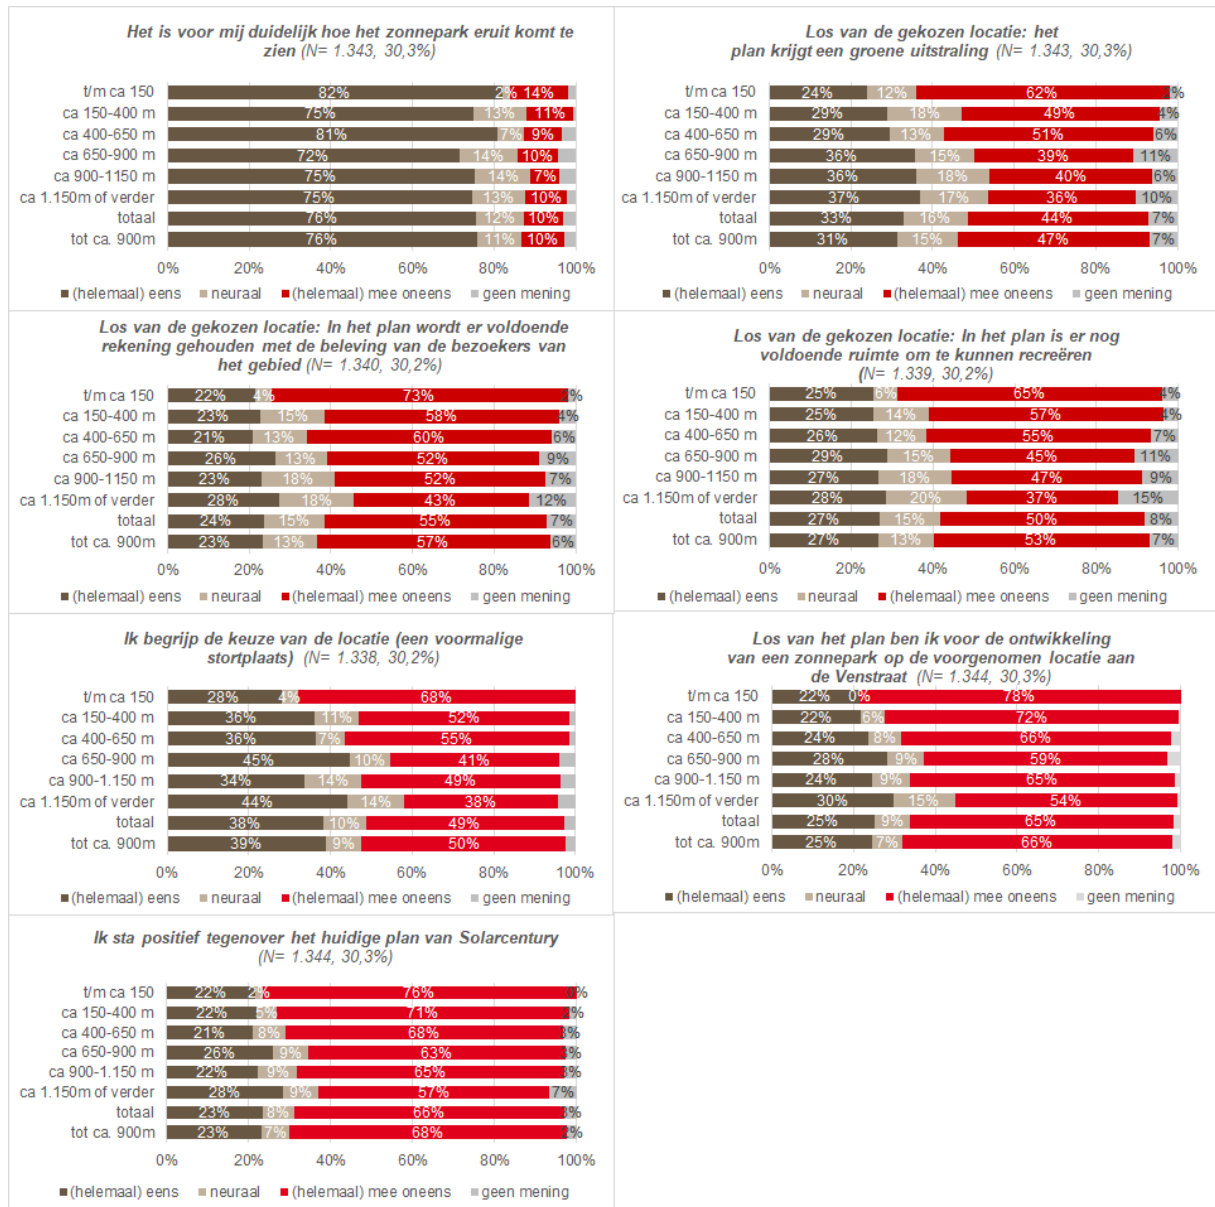 Het is voor mij duidelijk hoe het zonnepark eruit komt te
zien (N= 1.343, 30,3%)
t/m ca 150 82% 2% 14%
ca 150-400 m 75% 13% 11%
ca 400-650 m 81% 7% 9%
ca 650-900 m 72% 14% 10%
ca 900-1150 m 75% 14% 7%
ca 1.150m of verder 75% 13% 10%
totaal 76% 12% 10%
tot ca. 900m 76% 11% 10%
0% 20% 40% 60% 80% 100%
(helemaal) eens neuraal (helemaal) mee oneens geen mening
Los van de gekozen locatie: het
plan krijgt een groene uitstraling (N= 1.343, 30,3%)
t/m ca 150 24% 12% 62% 2%
ca 150-400 m 29% 18% 49% 4%
ca 400-650 m 29% 13% 51% 6%
ca 650-900 m 36% 15% 39% 11%
ca 900-1150 m 36% 18% 40% 6%
ca 1.150m of verder 37% 17% 36% 10%
totaal 33% 16% 44% 7%
tot ca. 900m 31% 15% 47% 7%
0% 20% 40% 60% 80% 100%
(helemaal) eens neuraal (helemaal) mee oneens geen mening
Los van de gekozen locatie: In het plan wordt er voldoende
rekening gehouden met de beleving van de bezoekers van
het gebied (N= 1.340, 30,2%)
t/m ca 150 22% 4% 73% 2%
ca 150-400 m 23% 15% 58% 4%
ca 400-650 m 21% 13% 60% 6%
ca 650-900 m 26% 13% 52% 9%
ca 900-1150 m 23% 18% 52% 7%
ca 1.150m of verder 28% 18% 43% 12%
totaal 24% 15% 55% 7%
tot ca. 900m 23% 13% 57% 6%
0% 20% 40% 60% 80% 100%
(helemaal) eens neuraal (helemaal) mee oneens geen mening
Los van de gekozen locatie: In het plan is er nog
voldoende ruimte om te kunnen recreëren
(N= 1.339, 30,2%)
t/m ca 150 25% 6% 65% 4%
ca 150-400 m 25% 14% 57% 4%
ca 400-650 m 26% 12% 55% 7%
ca 650-900 m 29% 15% 45% 11%
ca 900-1150 m 27% 18% 47% 9%
ca 1.150m of verder 28% 20% 37% 15%
totaal 27% 15% 50% 8%
tot ca. 900m 27% 13% 53% 7%
0% 20% 40% 60% 80% 100%
(helemaal) eens neuraal (helemaal) mee oneens geen mening
Ik begrijp de keuze van de locatie (een voormalige
stortplaats) (N= 1.338, 30,2%)
t/m ca 150 28% 4% 68%
ca 150-400 m 36% 11% 52%
ca 400-650 m 36% 7% 55%
ca 650-900 m 45% 10% 41%
ca 900-1.150 m 34% 14% 49%
ca 1.150m of verder 44% 14% 38%
totaal 38% 10% 49%
tot ca. 900m 39% 9% 50%
0% 20% 40% 60% 80% 100%
(helemaal) eens neuraal (helemaal) mee oneens geen mening
Los van het plan ben ik voor de ontwikkeling
van een zonnepark op de voorgenomen locatie aan
de Venstraat (N= 1.344, 30,3%)
t/m ca 150 22% 0% 78%
ca 150-400 m 22% 6% 72%
ca 400-650 m 24% 8% 66%
ca 650-900 m 28% 9% 59%
ca 900-1.150 m 24% 9% 65%
ca 1.150m of verder 30% 15% 54%
totaal 25% 9% 65%
tot ca. 900m 25% 7% 66%
0% 20% 40% 60% 80% 100%
(helemaal) eens neuraal (helemaal) mee oneens geen mening
Ik sta positief tegenover het huidige plan van Solarcentury
(N= 1.344, 30,3%)
t/m ca 150 22% 2% 76% 0%
ca 150-400 m 22% 5% 71% 2%
ca 400-650 m 21% 8% 68% 3%
ca 650-900 m 26% 9% 63% 3%
ca 900-1.150 m 22% 9% 65% 3%
ca 1.150m of verder 28% 9% 57% 7%
totaal 23% 8% 66% 3%
tot ca. 900m 23% 7% 68% 2%
0% 20% 40% 60% 80% 100%
(helemaal) eens neuraal (helemaal) mee oneens geen mening